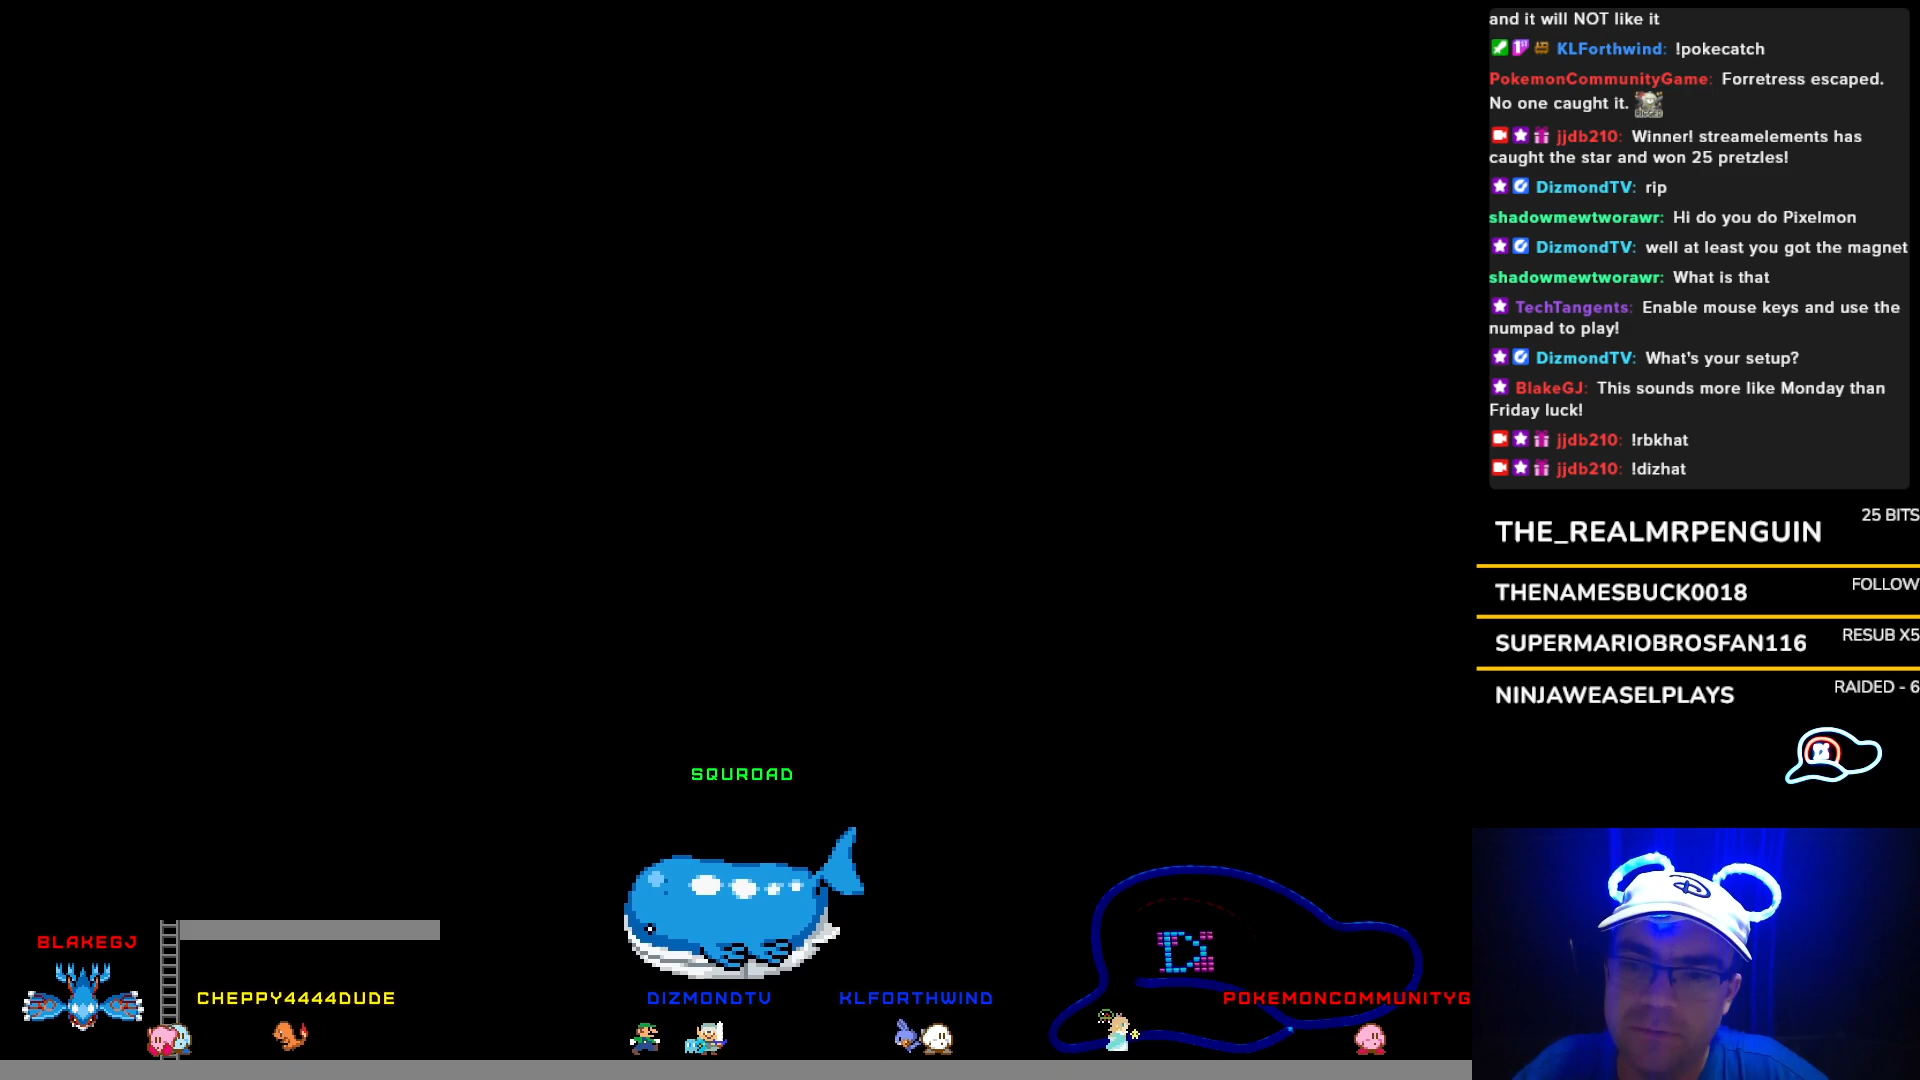 and it will NOT like it
KLForthwind: !pokecatch
PokemonCommunityGame: Forretress escaped.
No one caught it.
jjdb210: Winner! streamelements has
caught the star and won 25 pretzles!
DizmondTV: rip
shadowmewtworawr: Hi do you do Pixelmon
DizmondTV: well at least you got the magnet
shadowmewtworawr: What is that
TechTangents: Enable mouse keys and use the
numpad to play!
DizmondTV: What's your setup?
BlakeGJ: This sounds more like Monday than
Friday luck!
jjdb210: !rbkhat
jjdb210: !dizhat
THE_REALMRPENGUIN 25 BITS
THENAMESBUCK0018 FOLLOW
SUPERMARIOBROSFAN116 RESUB X5
NINJAWEASELPLAYS RAIDED - 6
SQUROAD
BLAKEGJ
CHEPPY4444DUDE
DIZMONDTV
KLFORTHWIND
POKEMONCOMMUNITYG